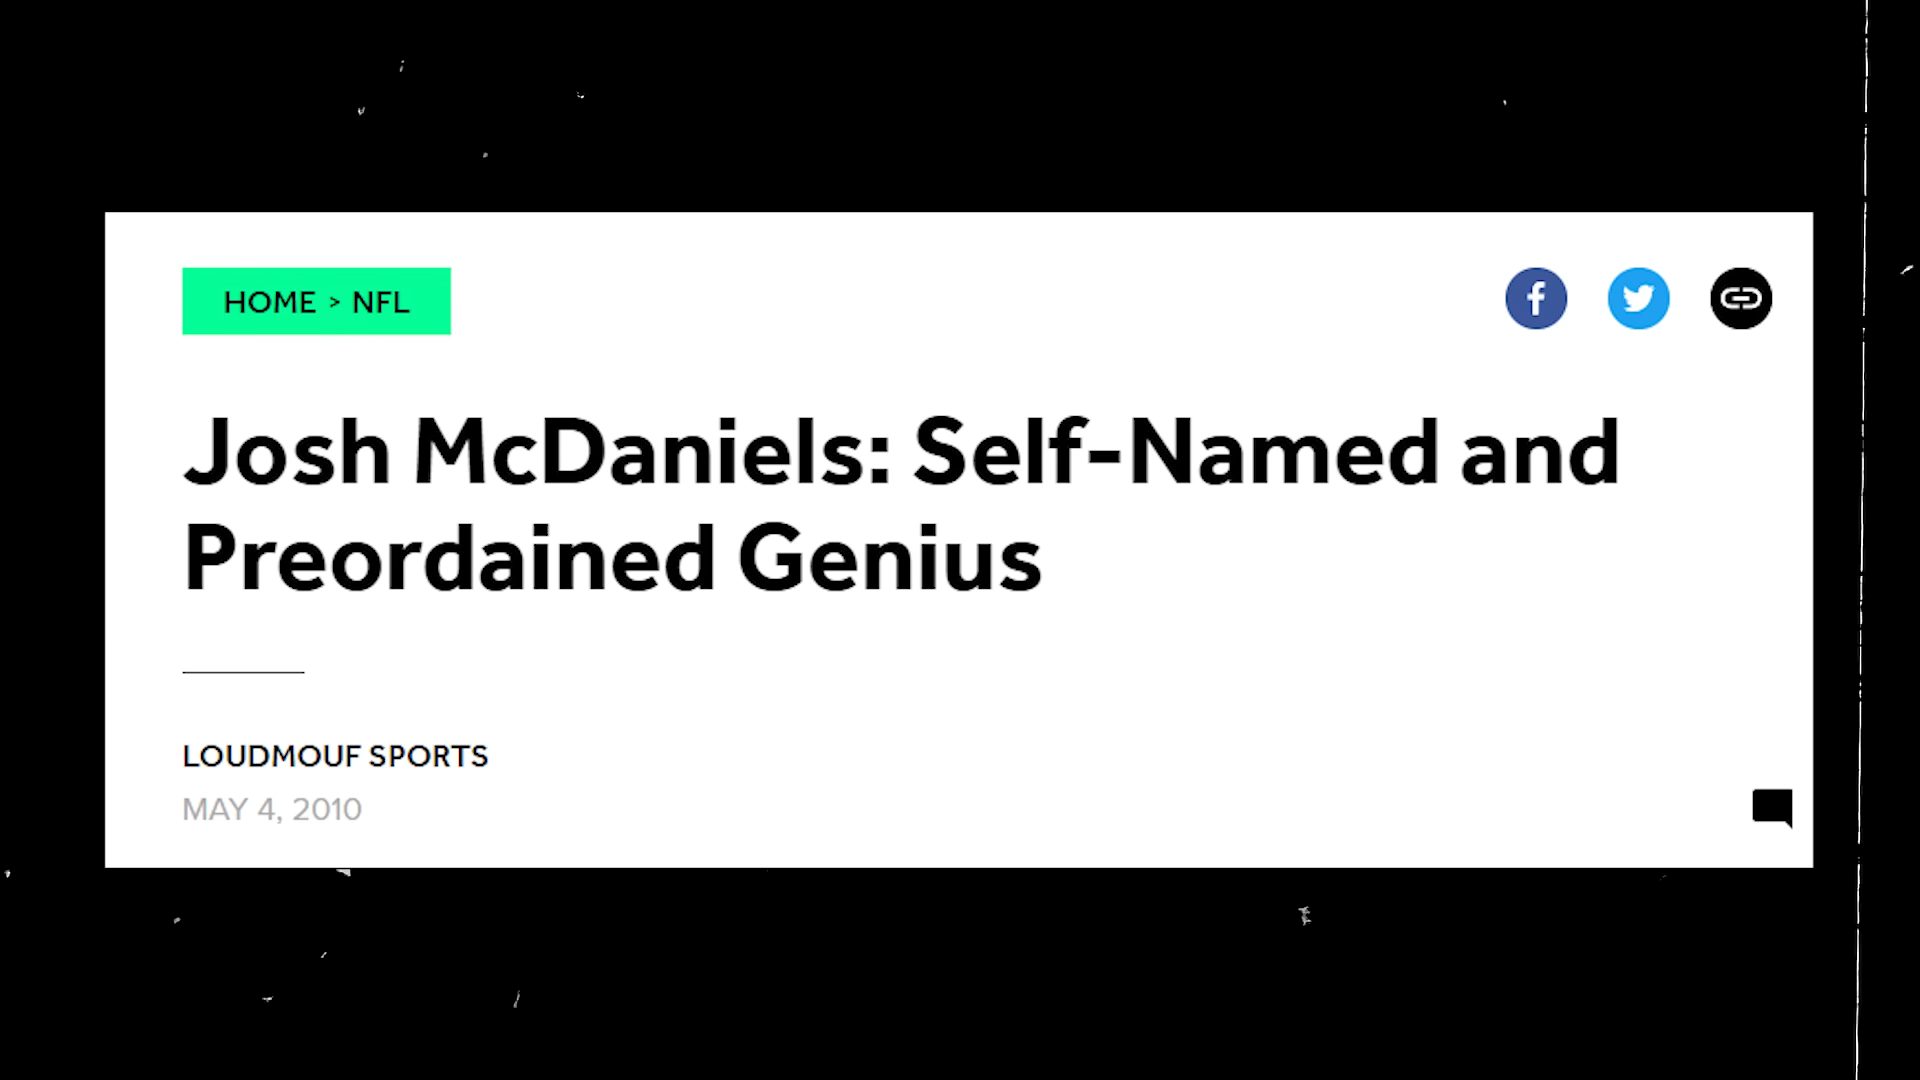 HOME > NFL
Josh McDaniels: Self-Named and
Preordained Genius
LOUDMOUF SPORTS
MAY 4, 2010